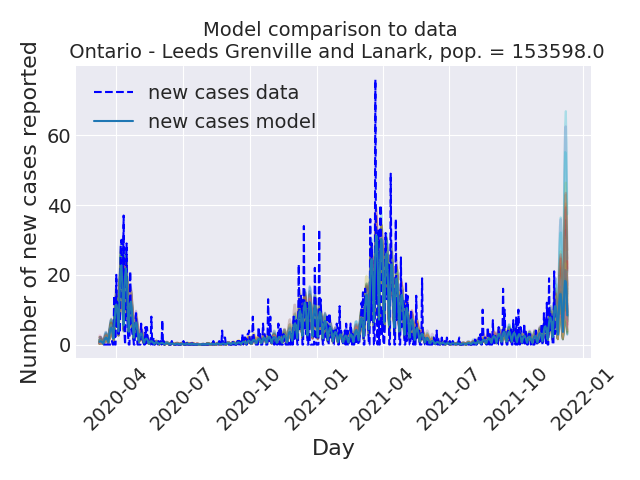 Model comparison to data
Ontario - Leeds Grenville and Lanark, pop. = 153598.0
Number of new cases reported
new cases data
new cases model
60
40
20
0
2020-04
2020-07
2020-10
2021-01
2021-04
2021-07
2021-10
2022-01
Day